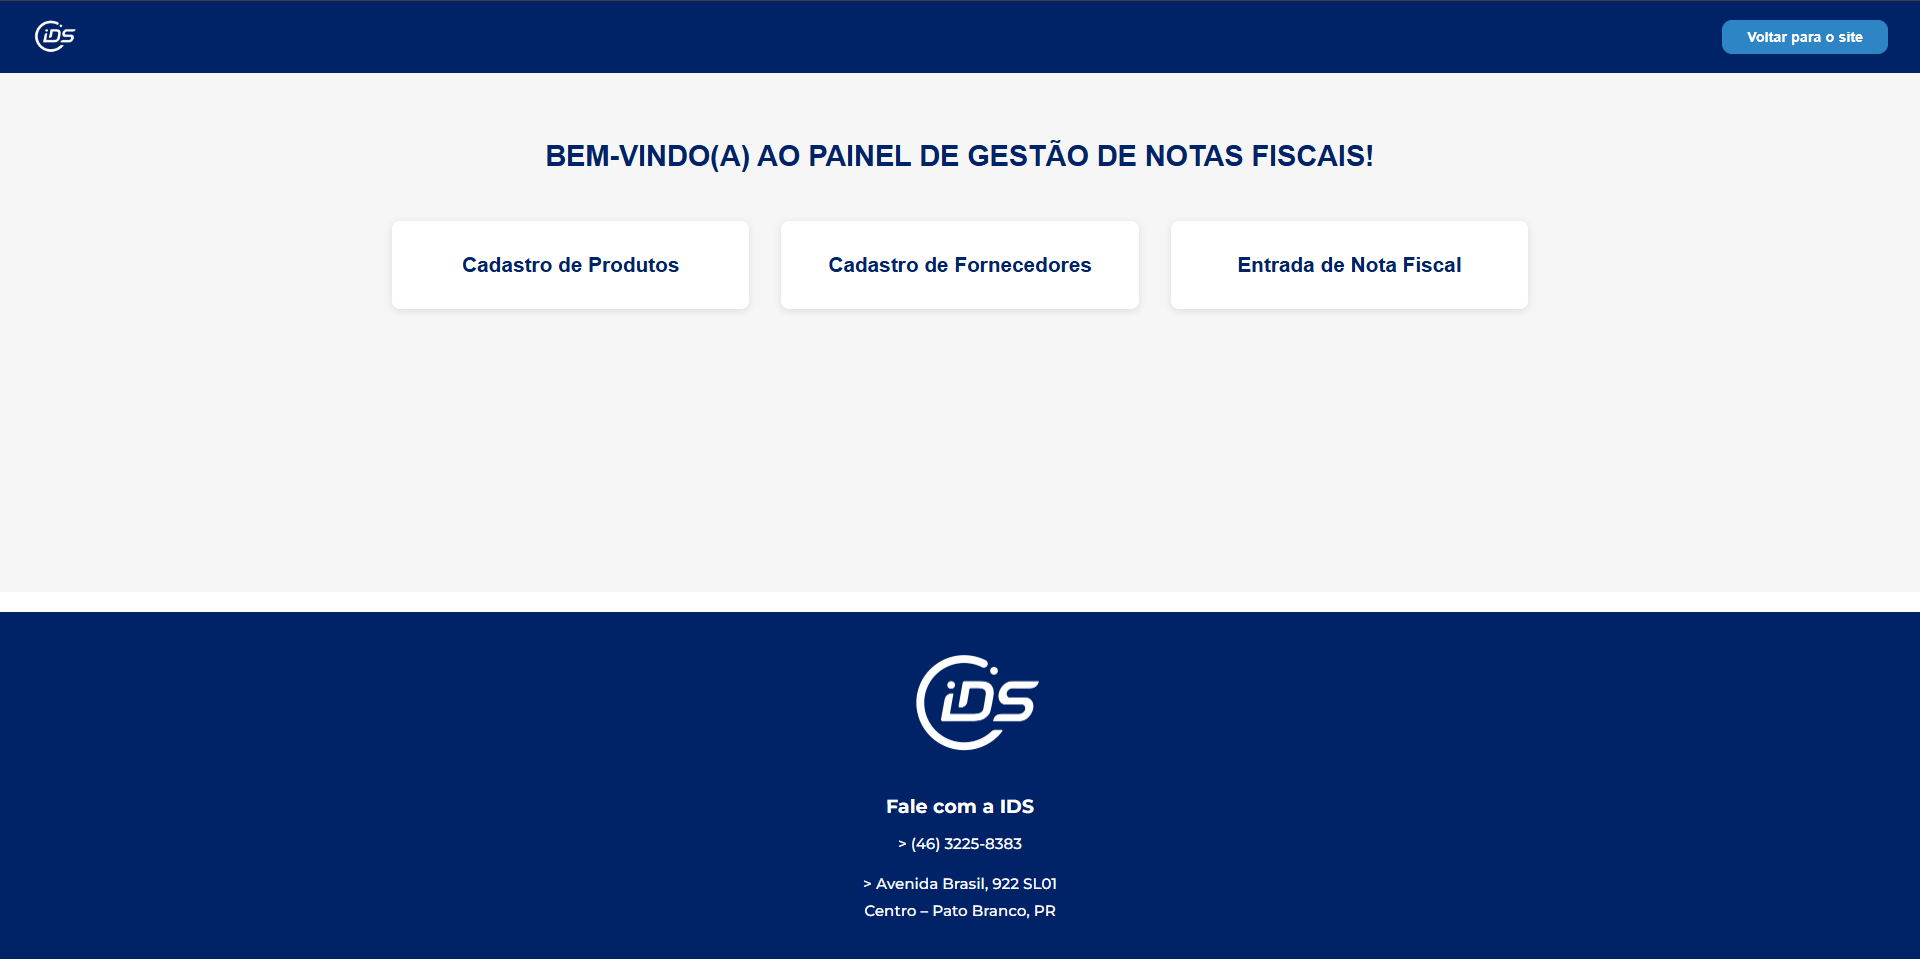 iDS
Voltar para o site
BEM-VINDO(A) AO PAINEL DE GESTÃO DE NOTAS FISCAIS!
Cadastro de Produtos
Cadastro de Fornecedores
Entrada de Nota Fiscal
iDS
Fale com a IDS
> (46) 3225-8383
> Avenida Brasil, 922 SL01
Centro – Pato Branco, PR